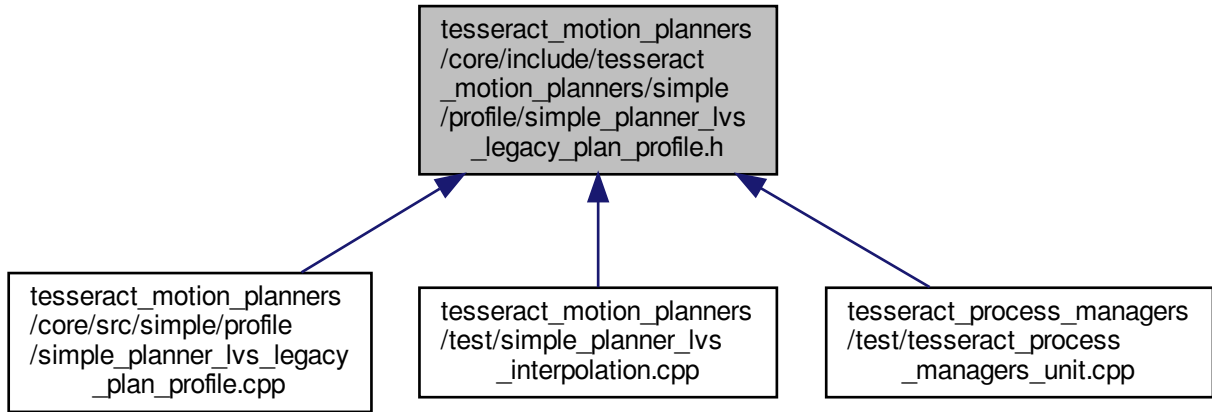 tesseract_motion_planners
/core/include/tesseract
_motion_planners/simple
/profile/simple_planner_lvs
_legacy_plan_profile.h
tesseract_motion_planners
/core/src/simple/profile
/simple_planner_lvs_legacy
_plan_profile.cpp
tesseract_motion_planners
/test/simple_planner_lvs
_interpolation.cpp
tesseract_process_managers
/test/tesseract_process
_managers_unit.cpp